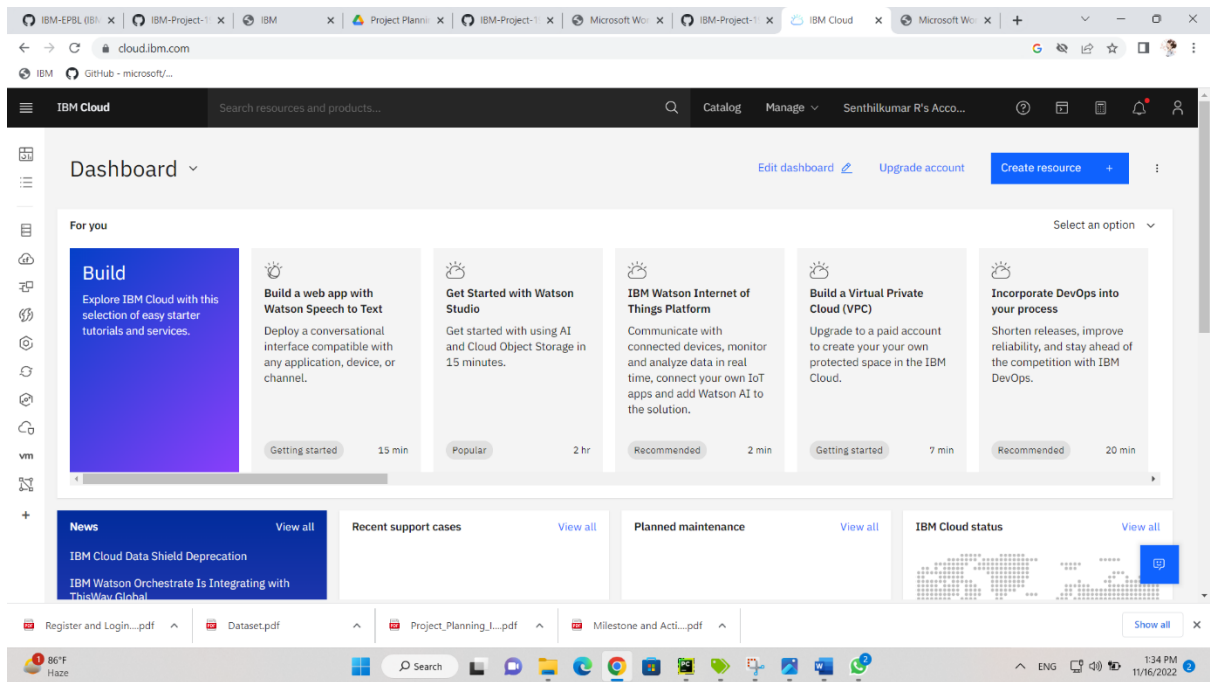 IBM-EPBL (IBM
IBM-Project-1
IBM
Project Plannin
IBM-Project-1
Microsoft Wor
IBM-Project-1
IBM Cloud
Microsoft Wor
cloud.ibm.com
IBM
GitHub - microsoft/...
IBM Cloud
Search resources and products...
Catalog
Manage
Senthilkumar R's Acco...
Dashboard
Edit dashboard
Upgrade account
Create resource +
For you
Select an option
Build
Explore IBM Cloud with this
selection of easy starter
tutorials and services.
Build a web app with
Watson Speech to Text
Deploy a conversational
interface compatible with
any application, device, or
channel.
Getting started
15 min
Get Started with Watson
Studio
Get started with using AI
and Cloud Object Storage in
15 minutes.
Popular
2 hr
IBM Watson Internet of
Things Platform
Communicate with
connected devices, monitor
and analyze data in real
time, connect your own IoT
apps and add Watson AI to
the solution.
Recommended
2 min
Build a Virtual Private
Cloud (VPC)
Upgrade to a paid account
to create your your own
protected space in the IBM
Cloud.
Getting started
7 min
Incorporate DevOps into
your process
Shorten releases, improve
reliability, and stay ahead of
the competition with IBM
DevOps.
Recommended
20 min
vm
News
View all
IBM Cloud Data Shield Deprecation
IBM Watson Orchestrate Is Integrating with
ThisWay Global
Recent support cases
View all
Planned maintenance
View all
IBM Cloud status
View all
Register and Login....pdf
Dataset.pdf
Project_Planning_I....pdf
Milestone and Acti....pdf
Show all
1
86°F
Haze
Search
2
ENG
1:34 PM
11/16/2022
2